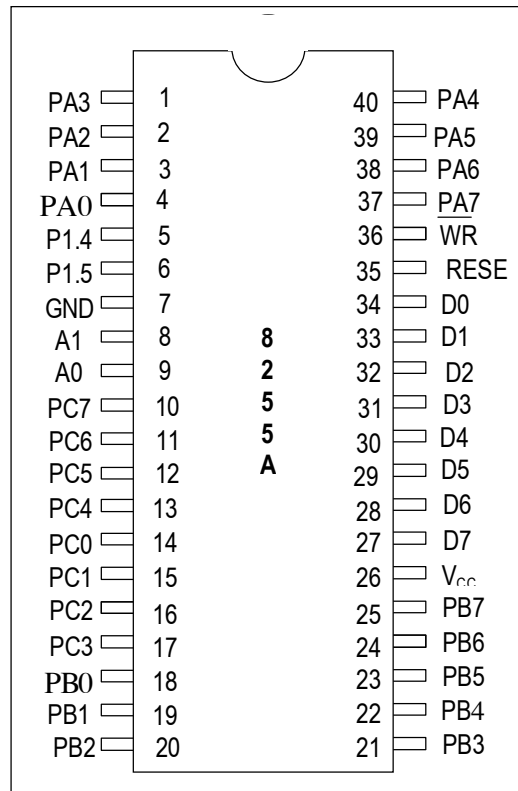 PA3 1 40 PA4
PA2 2 39 PA5
PA1 3 38 PA6
PA0 4 37 PA7
P1.4 5 36 WR
P1.5 6 35 RESE
GND 7 34 D0
A1 8 33 D1
A0 9 32 D2
PC7 10 31 D3
PC6 11 30 D4
PC5 12 29 D5
PC4 13 28 D6
PC0 14 27 D7
PC1 15 26 VCC
PC2 16 25 PB7
PC3 17 24 PB6
PB0 18 23 PB5
PB1 19 22 PB4
PB2 20 21 PB3
8
2
5
5
A